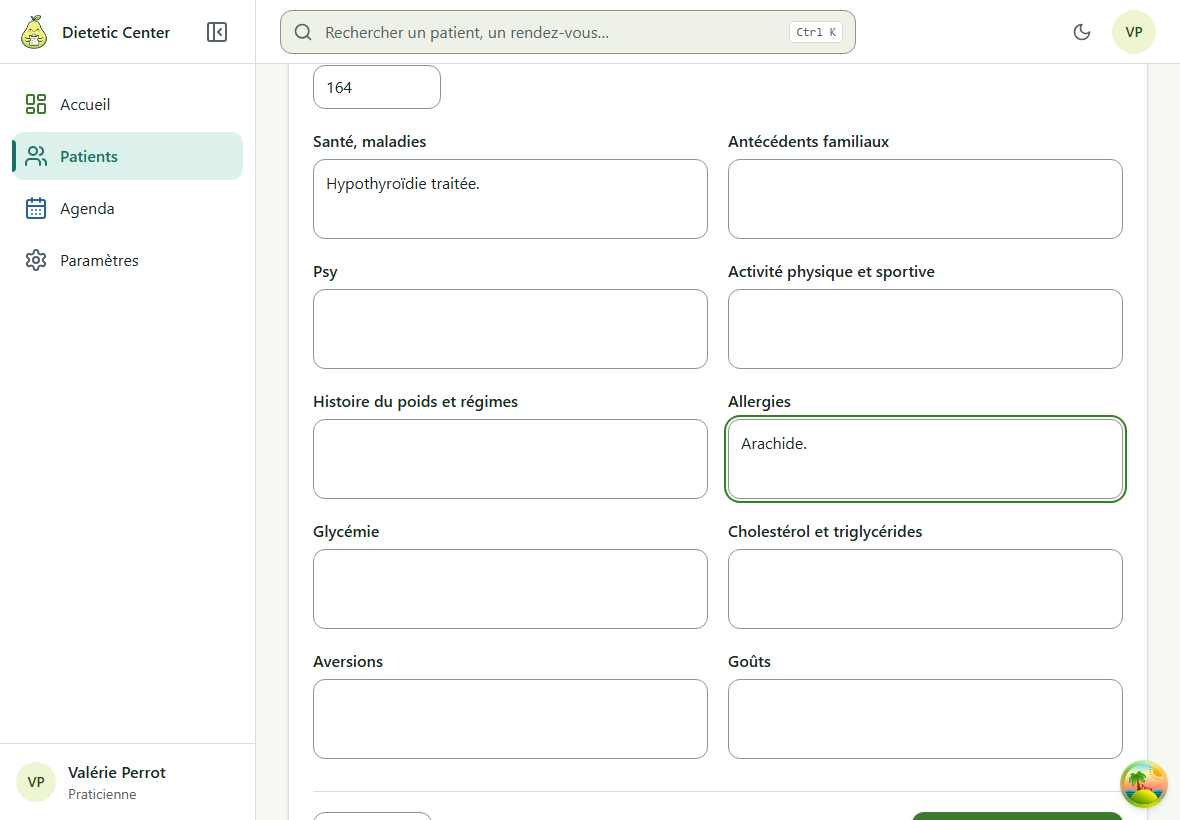 Dietetic Center
Rechercher un patient, un rendez-vous...
Ctrl K
VP
Accueil
Patients
Agenda
Paramètres
164
Santé, maladies
Antécédents familiaux
Hypothyroïdie traitée.
Psy
Activité physique et sportive
Histoire du poids et régimes
Allergies
Arachide.
Glycémie
Cholestérol et triglycérides
Aversions
Goûts
VP
Valérie Perrot
Praticienne